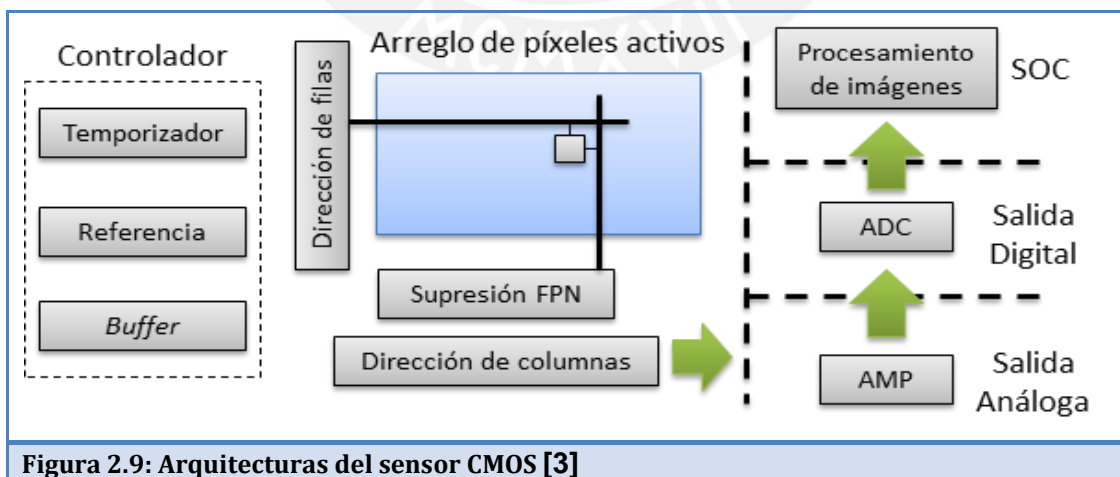 Controlador
Temporizador
Referencia
Buffer
Dirección de filas
Arreglo de píxeles activos
Supresión FPN
Dirección de columnas
Procesamiento
de imágenes
SOC
ADC
Salida
Digital
AMP
Salida
Análoga
Figura 2.9: Arquitecturas del sensor CMOS [3]